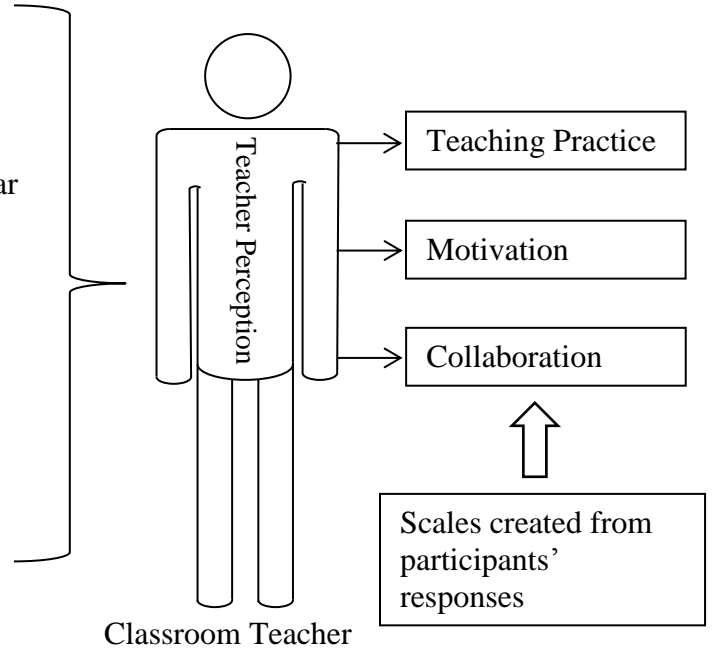 ar
Teacher Perception
Teaching Practice
Motivation
Collaboration
Scales created from
participants’
responses
Classroom Teacher